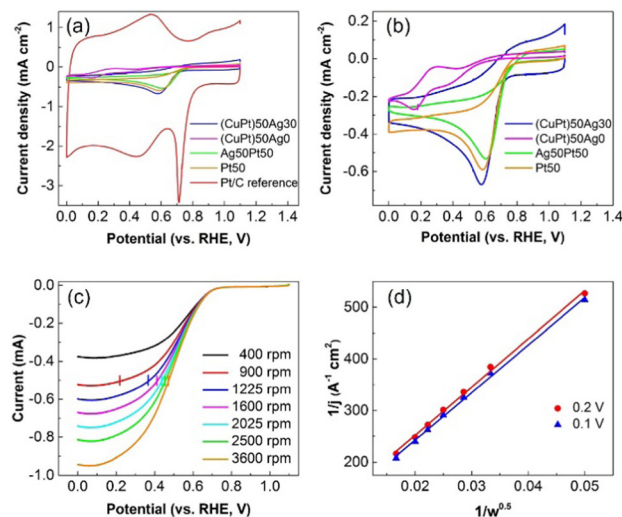 (a)
Current density (mA cm⁻²)
1
0
-1
-2
-3
(CuPt)50Ag30
(CuPt)50Ag0
Ag50Pt50
Pt50
Pt/C reference
0.0 0.2 0.4 0.6 0.8 1.0 1.2 1.4
Potential (vs. RHE, V)
(b)
Current density (mA cm⁻²)
0.2
0.0
-0.2
-0.4
-0.6
(CuPt)50Ag30
(CuPt)50Ag0
Ag50Pt50
Pt50
0.0 0.2 0.4 0.6 0.8 1.0 1.2 1.4
Potential (vs. RHE, V)
(c)
Current (mA)
0.0
-0.2
-0.4
-0.6
-0.8
-1.0
400 rpm
900 rpm
1225 rpm
1600 rpm
2025 rpm
2500 rpm
3600 rpm
0.0 0.2 0.4 0.6 0.8 1.0
Potential (vs. RHE, V)
(d)
1/j (A⁻¹ cm²)
500
400
300
200
0.2 V
0.1 V
0.02 0.03 0.04 0.05
1/w⁰·⁵